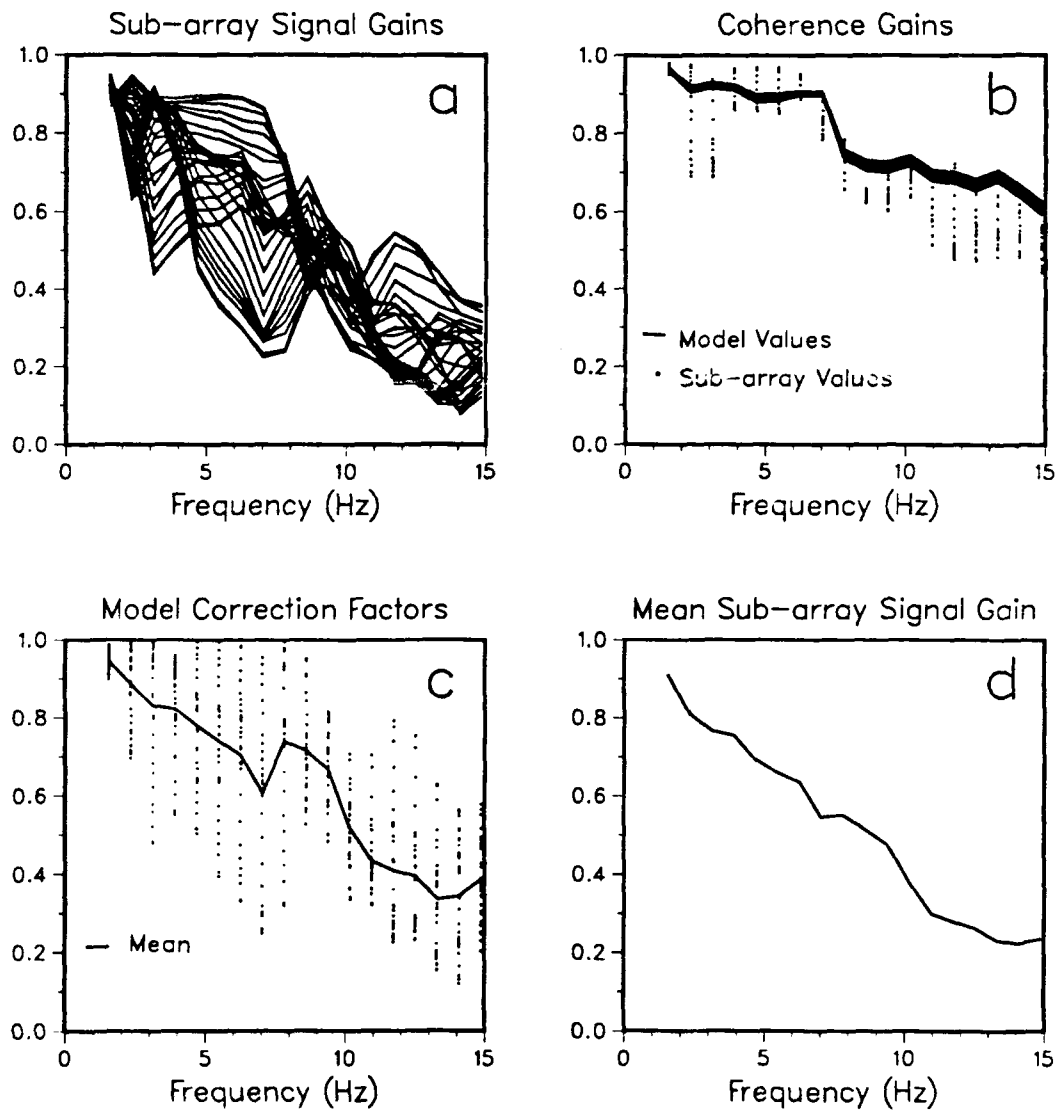 Sub-array Signal Gains
1.0
0.8
0.6
0.4
0.2
0.0
a
0 5 10 15
Frequency (Hz)
Coherence Gains
1.0
0.8
0.6
0.4
0.2
0.0
b
Model Values
Sub-array Values
0 5 10 15
Frequency (Hz)
Model Correction Factors
1.0
0.8
0.6
0.4
0.2
0.0
c
Mean
0 5 10 15
Frequency (Hz)
Mean Sub-array Signal Gain
1.0
0.8
0.6
0.4
0.2
0.0
d
0 5 10 15
Frequency (Hz)